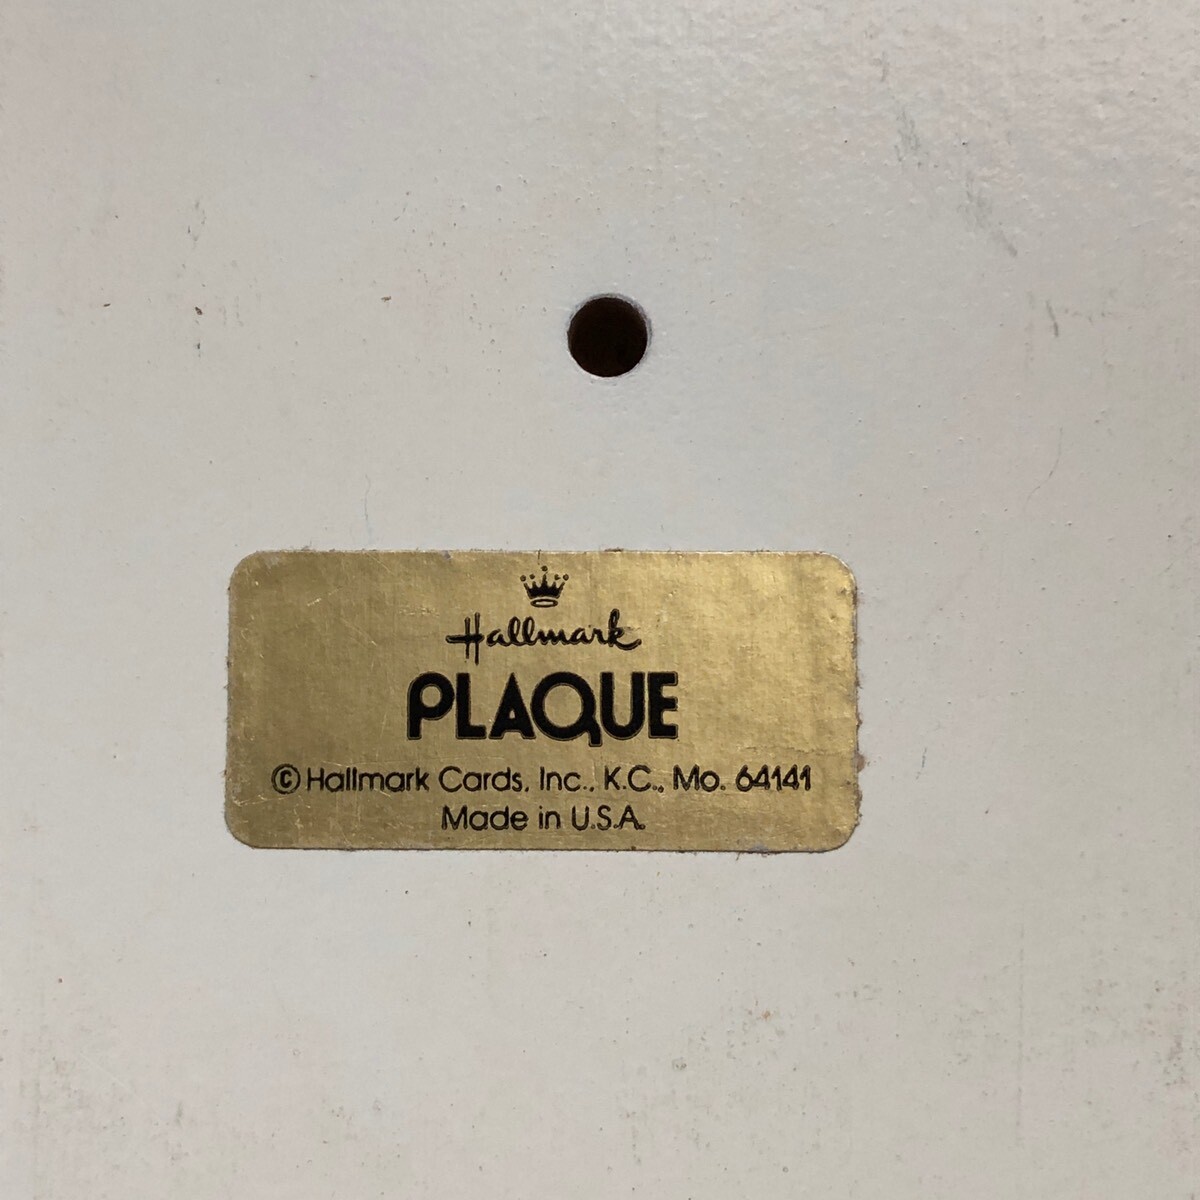 Hallmark
PLAQUE
©Hallmark Cards, Inc., K.C., Mo. 64141
Made in U.S.A.